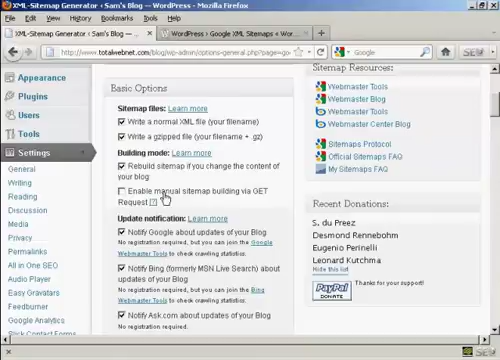 XML-Sitemap Generator ‹ Sam's Blog — WordPress - Mozilla Firefox
Edit View History Bookmarks Tools Help
XML-Sitemap Generator ‹ Sam's Blo...
WordPress › Google XML Sitemaps « Wor...
http://www.totalwebnet.com/blog/wp-admin/options-general.php?page=go
Google
Appearance
Plugins
Users
Tools
Settings
General
Writing
Reading
Discussion
Media
Privacy
Permalinks
All in One SEO
Audio Player
Easy Gravatars
Feedburner
Google Analytics
Slick Contact Forms
Basic Options
Sitemap files: Learn more
Write a normal XML file (your filename)
Write a gzipped file (your filename + .gz)
Building mode: Learn more
Rebuild sitemap if you change the content of
your blog
Enable manual sitemap building via GET
Request [?]
Update notification: Learn more
Notify Google about updates of your Blog
No registration required, but you can join the Google
Webmaster Tools to check crawling statistics.
Notify Bing (formerly MSN Live Search) about
updates of your Blog
No registration required, but you can join the Bing
Webmaster Tools to check crawling statistics.
Notify Ask.com about updates of your Blog
No registration required.
Sitemap Resources:
Webmaster Tools
Webmaster Blog
Webmaster Tools
Webmaster Center Blog
Sitemaps Protocol
Official Sitemaps FAQ
My Sitemaps FAQ
Recent Donations:
S. du Preez
Desmond Rennebohm
Eugenio Perinelli
Leonard Kutchma
Hide this list
PayPal
DONATE
Thanks for your support!